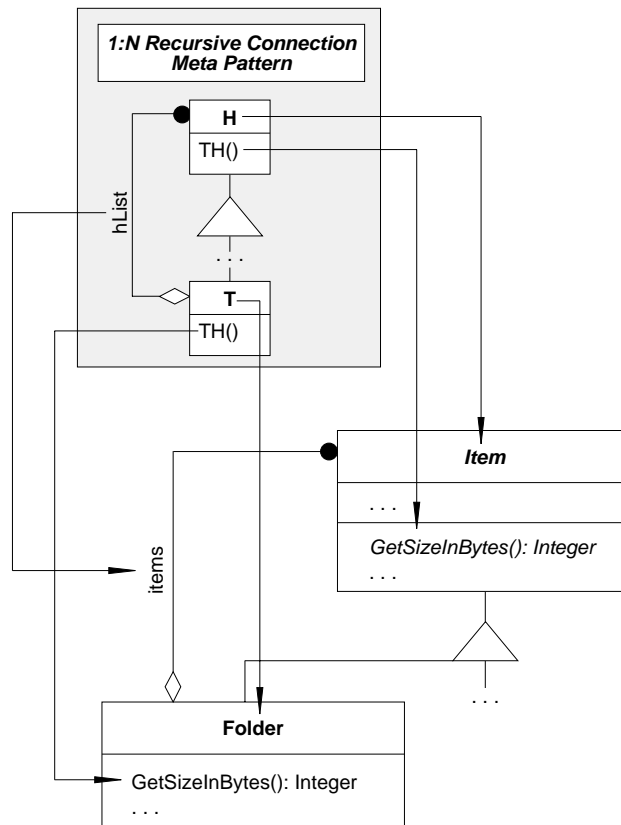 1:N Recursive Connection
Meta Pattern
H
TH()
hList
. . .
T
TH()
Item
. . .
GetSizeInBytes(): Integer
. . .
items
. . .
Folder
GetSizeInBytes(): Integer
. . .